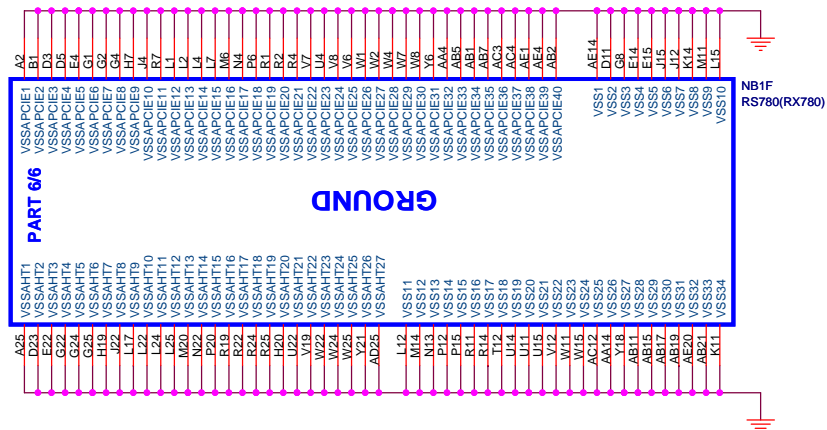 A2
B1
D3
D5
E4
G1
G2
G4
H7
J4
R7
L1
L2
L4
L7
M6
N4
P6
R1
R2
R4
V7
U4
V8
V6
W1
W2
W4
W7
W8
Y6
AA4
AB5
AB1
AB7
AC3
AC4
AE1
AE4
AB2
AE14
D11
G8
E14
E15
J15
J12
K14
M11
L15
NB1F
RS780(RX780)
VSSAPCIE1
VSSAPCIE2
VSSAPCIE3
VSSAPCIE4
VSSAPCIE5
VSSAPCIE6
VSSAPCIE7
VSSAPCIE8
VSSAPCIE9
VSSAPCIE10
VSSAPCIE11
VSSAPCIE12
VSSAPCIE13
VSSAPCIE14
VSSAPCIE15
VSSAPCIE16
VSSAPCIE17
VSSAPCIE18
VSSAPCIE19
VSSAPCIE20
VSSAPCIE21
VSSAPCIE22
VSSAPCIE23
VSSAPCIE24
VSSAPCIE25
VSSAPCIE26
VSSAPCIE27
VSSAPCIE28
VSSAPCIE29
VSSAPCIE30
VSSAPCIE31
VSSAPCIE32
VSSAPCIE33
VSSAPCIE34
VSSAPCIE35
VSSAPCIE36
VSSAPCIE37
VSSAPCIE38
VSSAPCIE39
VSSAPCIE40
VSS1
VSS2
VSS3
VSS4
VSS5
VSS6
VSS7
VSS8
VSS9
VSS10
PART 6/6
GROUND
VSSAHT1
VSSAHT2
VSSAHT3
VSSAHT4
VSSAHT5
VSSAHT6
VSSAHT7
VSSAHT8
VSSAHT9
VSSAHT10
VSSAHT11
VSSAHT12
VSSAHT13
VSSAHT14
VSSAHT15
VSSAHT16
VSSAHT17
VSSAHT18
VSSAHT19
VSSAHT20
VSSAHT21
VSSAHT22
VSSAHT23
VSSAHT24
VSSAHT25
VSSAHT26
VSSAHT27
VSS11
VSS12
VSS13
VSS14
VSS15
VSS16
VSS17
VSS18
VSS19
VSS20
VSS21
VSS22
VSS23
VSS24
VSS25
VSS26
VSS27
VSS28
VSS29
VSS30
VSS31
VSS32
VSS33
VSS34
A25
D23
E22
G22
G24
G25
H19
J22
L17
L22
L24
L25
M20
N22
P20
R19
R22
R24
R25
H20
U22
V19
W22
W24
W25
Y21
AD25
L12
M14
N13
P12
P15
R11
R14
T12
U14
U11
U15
V12
W11
W15
AC12
AA14
Y18
AB11
AB15
AB17
AB19
AE20
AB21
K11